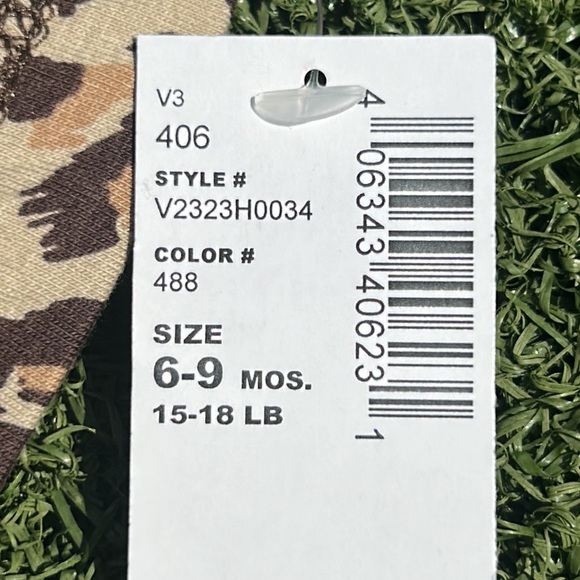 V3
406
STYLE #
V2323H0034
COLOR #
488
SIZE
6-9 MOS.
15-18 LB
4 06343 40623 1